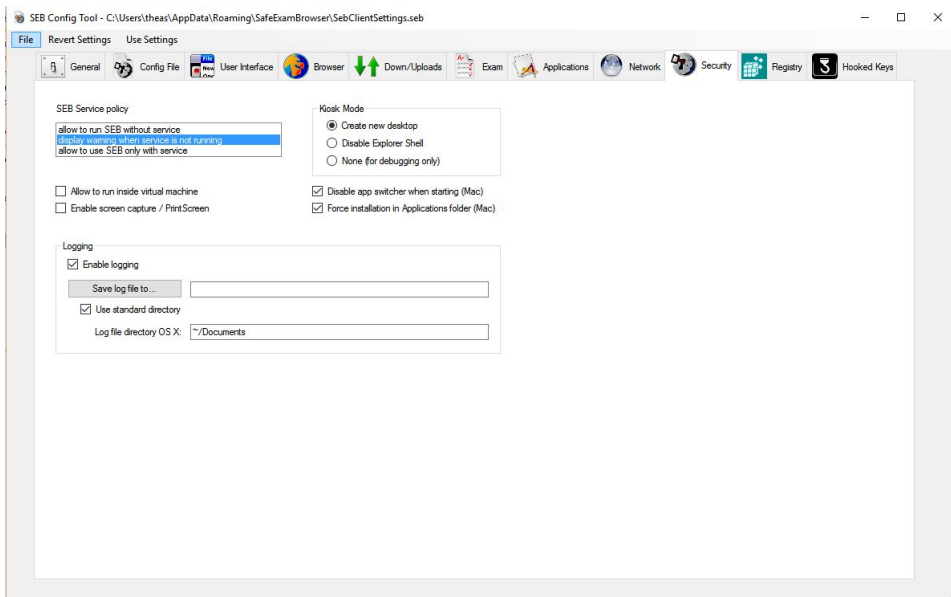 SEB Config Tool - C:\Users\theas\AppData\Roaming\SafeExamBrowser\SebClientSettings.seb
File Revert Settings Use Settings
General Config File User Interface Browser Down/Uploads Exam Applications Network Security Registry Hooked Keys
SEB Service policy
allow to run SEB without service
display warning when service is not running
allow to use SEB only with service
Kiosk Mode
Create new desktop
Disable Explorer Shell
None (for debugging only)
Allow to run inside virtual machine
Enable screen capture / PrintScreen
Disable app switcher when starting (Mac)
Force installation in Applications folder (Mac)
Logging
Enable logging
Save log file to...
Use standard directory
Log file directory OS X: ~/Documents